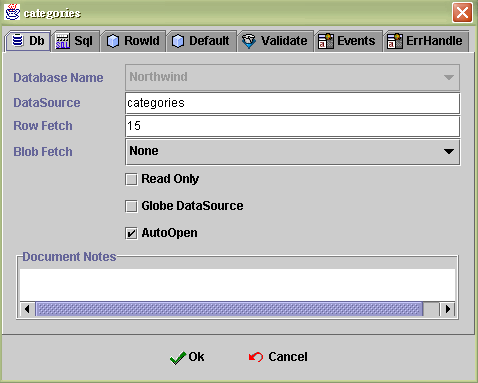 categories
Db Sql RowId Default Validate Events ErrHandle
Database Name Northwind
DataSource categories
Row Fetch 15
Blob Fetch None
Read Only
Globe DataSource
AutoOpen
Document Notes
Ok Cancel